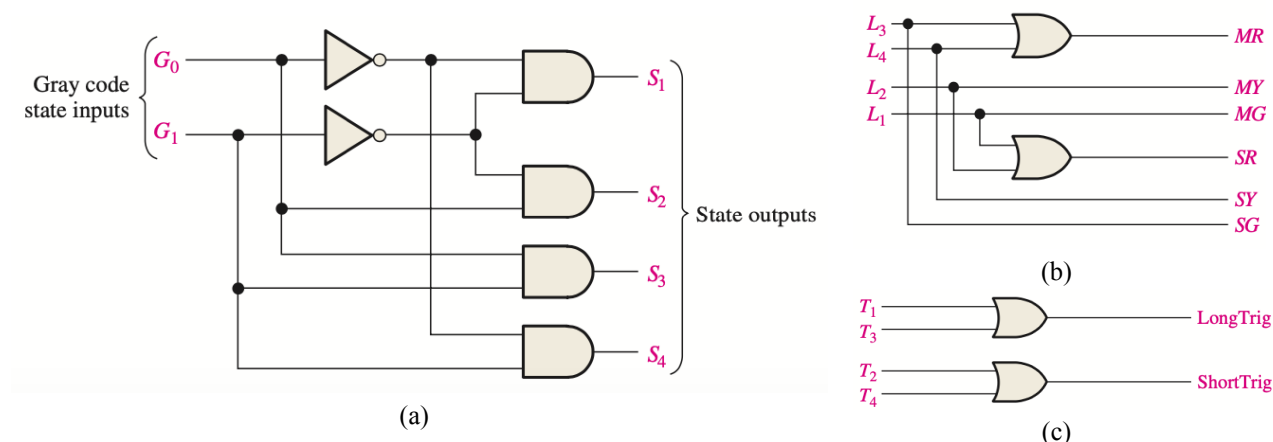 G₀
Gray code
state inputs
G₁
S₁
S₂
State outputs
S₃
S₄
(a)
L₃
L₄
L₂
L₁
MR
MY
MG
SR
SY
SG
(b)
T₁
T₃
LongTrig
T₂
T₄
ShortTrig
(c)